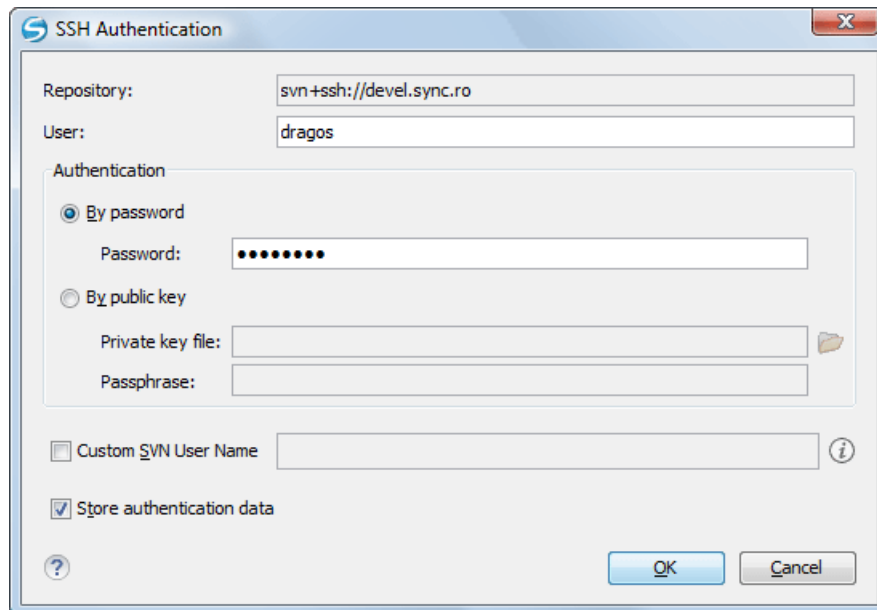 SSH Authentication
Repository: svn+ssh://devel.sync.ro
User: dragos
Authentication
By password
Password: ••••••••
By public key
Private key file:
Passphrase:
Custom SVN User Name
Store authentication data
OK Cancel